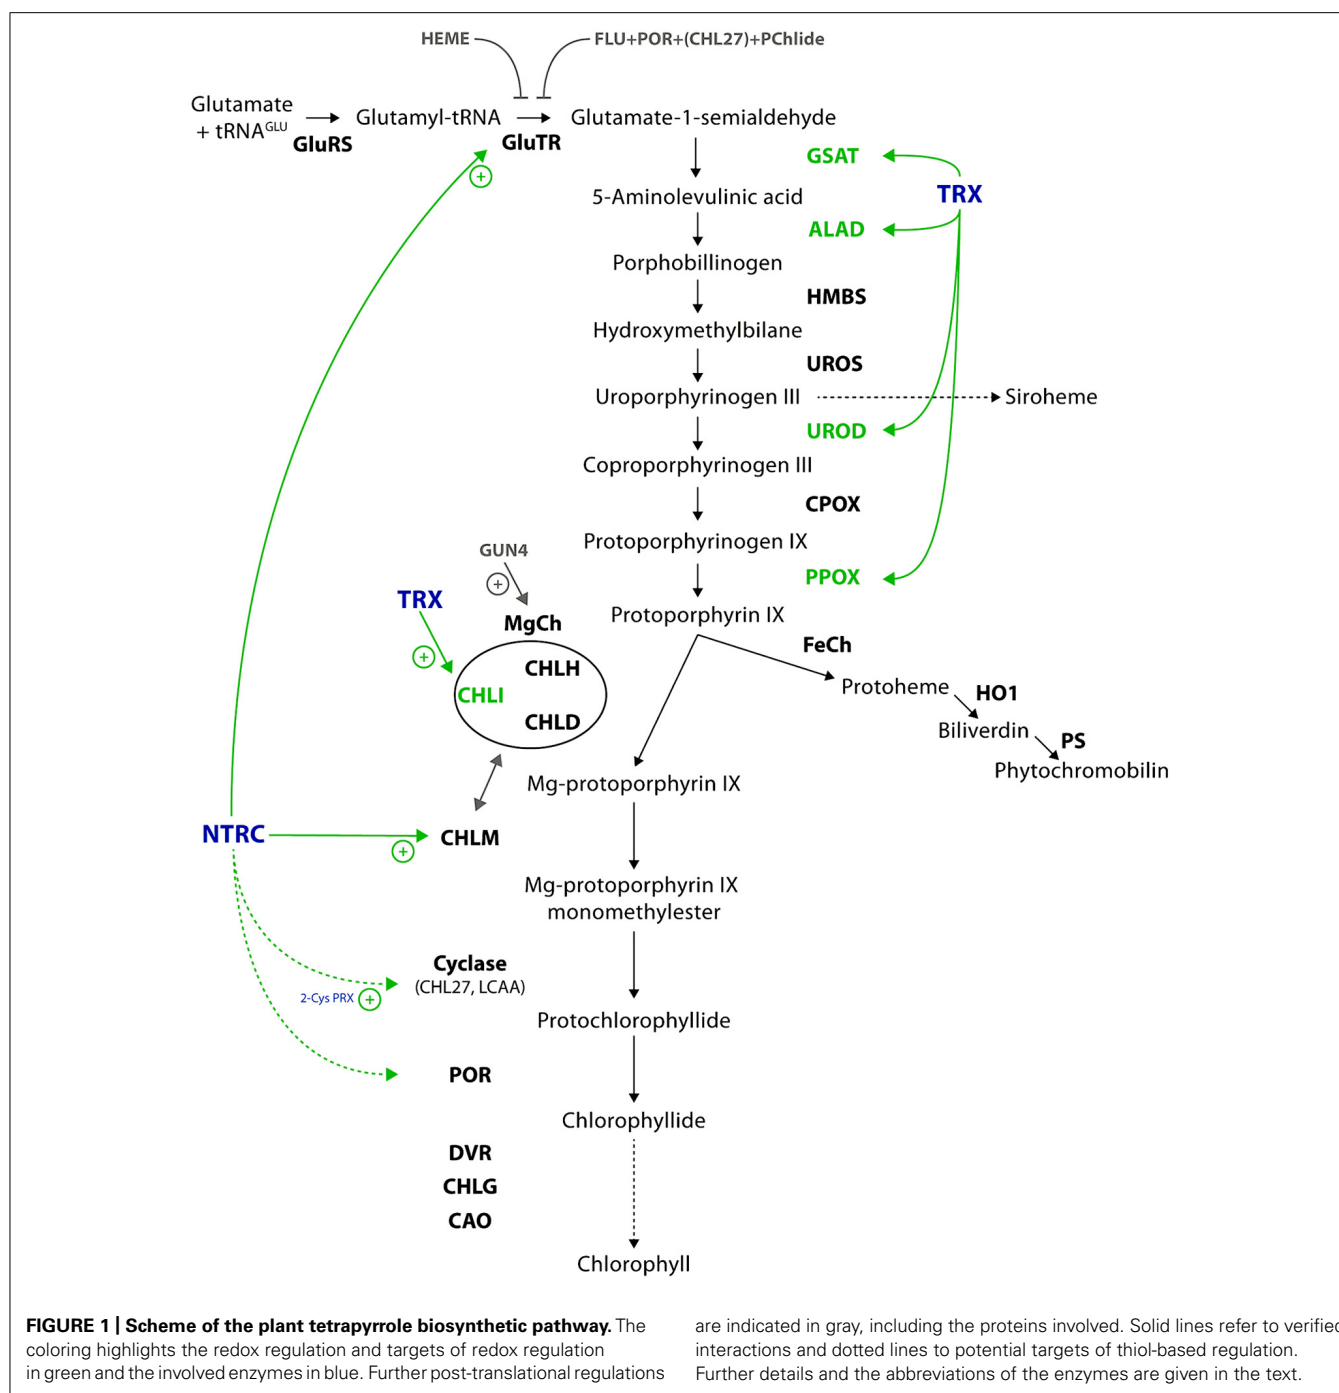 HEME
FLU+POR+(CHL27)+PChlide
Glutamate
+ tRNAGLU
GluRS
Glutamyl-tRNA
GluTR
Glutamate-1-semialdehyde
+
GSAT
TRX
5-Aminolevulinic acid
ALAD
Porphobillinogen
HMBS
Hydroxymethylbilane
UROS
Uroporphyrinogen III
Siroheme
UROD
Coproporphyrinogen III
CPOX
Protoporphyrinogen IX
PPOX
GUN4
+
TRX
MgCh
+
CHLH
CHLI
CHLD
Protoporphyrin IX
FeCh
Protoheme
HO1
Biliverdin
PS
Phytochromobilin
Mg-protoporphyrin IX
NTRC
+
CHLM
Mg-protoporphyrin IX
monomethylester
Cyclase
(CHL27, LCAA)
2-Cys PRX
+
Protochlorophyllide
POR
Chlorophyllide
DVR
CHLG
CAO
Chlorophyll
FIGURE 1 | Scheme of the plant tetrapyrrole biosynthetic pathway. The
coloring highlights the redox regulation and targets of redox regulation
in green and the involved enzymes in blue. Further post-translational regulations
are indicated in gray, including the proteins involved. Solid lines refer to verified
interactions and dotted lines to potential targets of thiol-based regulation.
Further details and the abbreviations of the enzymes are given in the text.